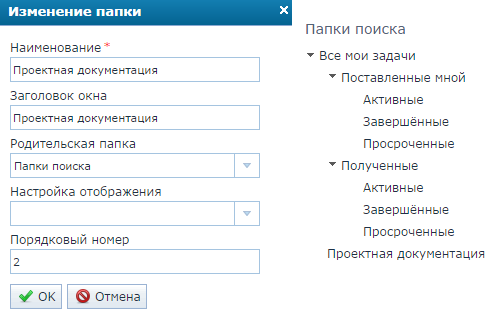 Изменение папки
Наименование *
Проектная документация
Заголовок окна
Проектная документация
Родительская папка
Папки поиска
Настройка отображения
Порядковый номер
2
OK
Отмена
Папки поиска
Все мои задачи
Поставленные мной
Активные
Завершённые
Просроченные
Полученные
Активные
Завершённые
Просроченные
Проектная документация